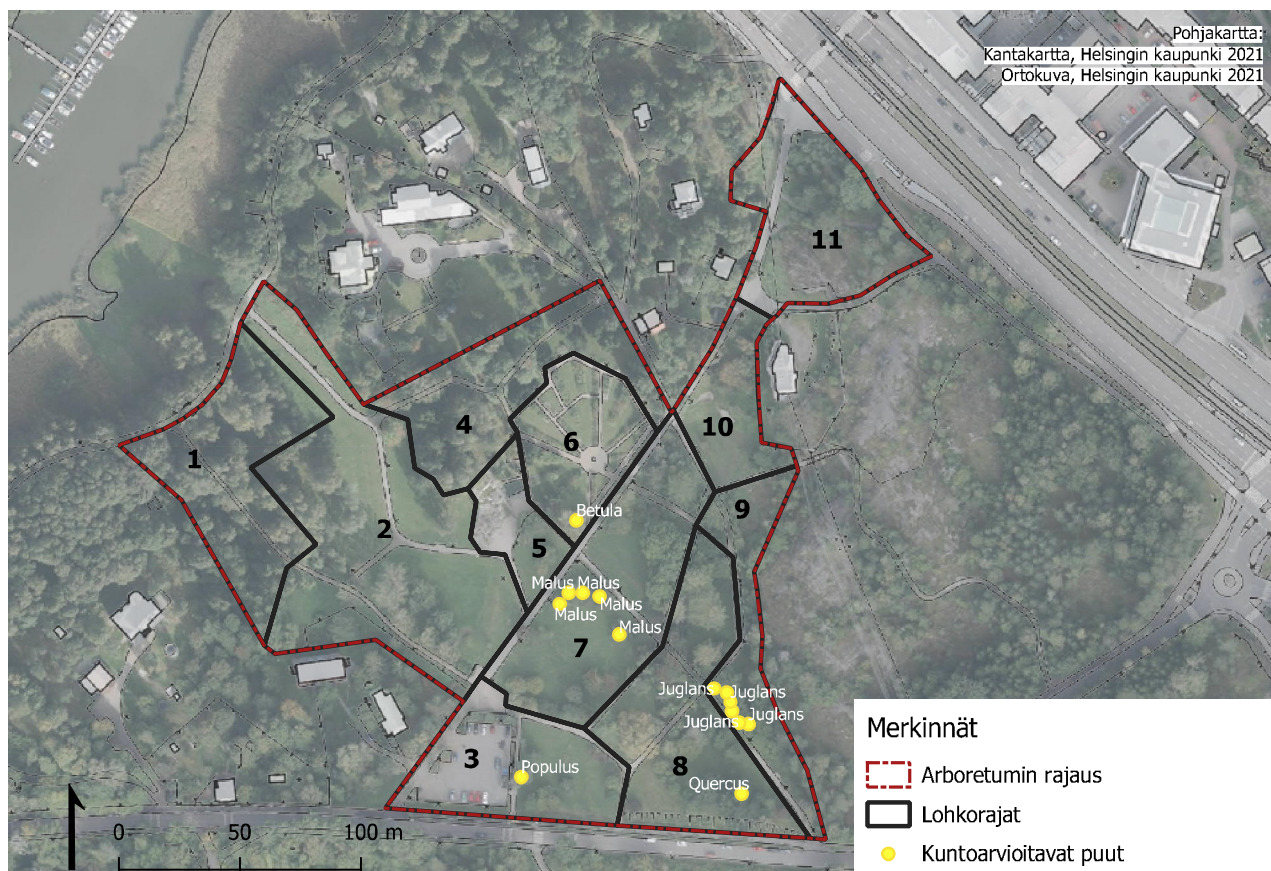 Pohjakartta:
Kantakartta, Helsingin kaupunki 2021
Ortokuva, Helsingin kaupunki 2021
11
10
4
6
1
9
2
Betula
5
Malus Malus
Malus
Malus
Malus
7
Juglans
Juglans
Juglans
Juglans
3
Populus
8
Quercus
0 50 100 m
Merkinnät
Arboretumin rajaus
Lohkorajat
Kuntoarvioitavat puut